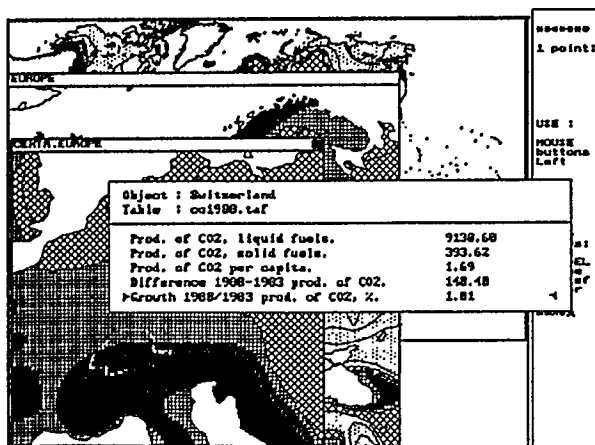 1 point:
EUROPE
USE :
MOUSE
buttons
Left
CERTA.EUROPE
Object : Switzerland
Table : co1988.taf
Prod. of CO2, liquid fuels. 9138.60
Prod. of CO2, solid fuels. 393.62
Prod. of CO2 per capita. 1.69
Difference 1988-1983 prod. of CO2. 148.48
Growth 1988/1983 prod. of CO2, %. 1.81